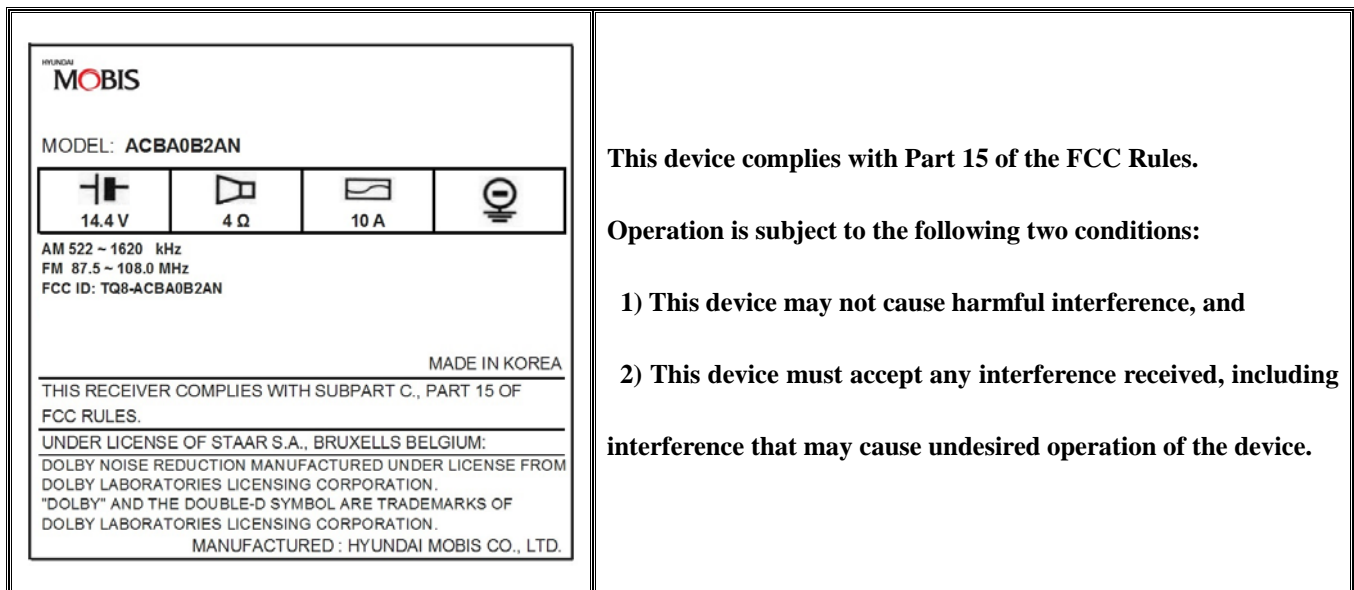 HYUNDAI
MOBIS
MODEL: ACBA0B2AN
14.4 V
4 Ω
10 A
AM 522 ~ 1620 kHz
FM 87.5 ~ 108.0 MHz
FCC ID: TQ8-ACBA0B2AN
MADE IN KOREA
THIS RECEIVER COMPLIES WITH SUBPART C., PART 15 OF
FCC RULES.
UNDER LICENSE OF STAAR S.A., BRUXELLS BELGIUM:
DOLBY NOISE REDUCTION MANUFACTURED UNDER LICENSE FROM
DOLBY LABORATORIES LICENSING CORPORATION.
"DOLBY" AND THE DOUBLE-D SYMBOL ARE TRADEMARKS OF
DOLBY LABORATORIES LICENSING CORPORATION.
MANUFACTURED : HYUNDAI MOBIS CO., LTD.
This device complies with Part 15 of the FCC Rules.
Operation is subject to the following two conditions:
1) This device may not cause harmful interference, and
2) This device must accept any interference received, including
interference that may cause undesired operation of the device.